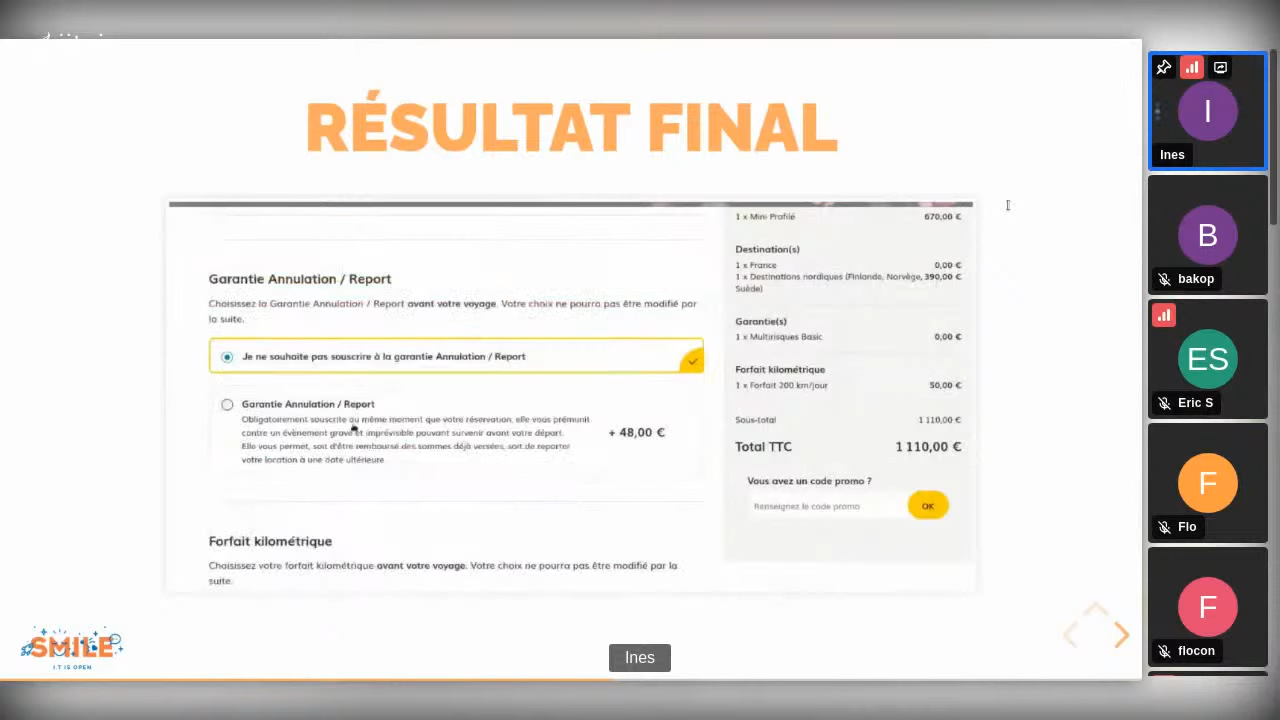 RÉSULTAT FINAL
Garantie Annulation / Report
Choisissez la Garantie Annulation / Report avant votre voyage. Votre choix ne pourra pas être modifié par
la suite.
Je ne souhaite pas souscrire à la garantie Annulation / Report
Garantie Annulation / Report
Obligatoirement souscrite au même moment que votre réservation, elle vous prémunit
contre un évènement grave et imprévisible pouvant survenir avant votre départ.
Elle vous permet, soit d'être remboursé des sommes déjà versées, soit de reporter
votre location à une date ultérieure.
+ 48,00 €
Forfait kilométrique
Choisissez votre forfait kilométrique avant votre voyage. Votre choix ne pourra pas être modifié par la
suite.
1 x Mini Profilé 670,00 €
Destination(s)
1 x France 0,00 €
1 x Destinations nordiques (Finlande, Norvège, 390,00 €
Suède)
Garantie(s)
1 x Multirisques Basic 0,00 €
Forfait kilométrique
1 x Forfait 200 km/jour 50,00 €
Sous-total 1 110,00 €
Total TTC 1 110,00 €
Vous avez un code promo ?
Renseignez le code promo OK
SMILE
I.T IS OPEN
Ines
I
Ines
B
bakop
ES
Eric S
F
Flo
F
flocon